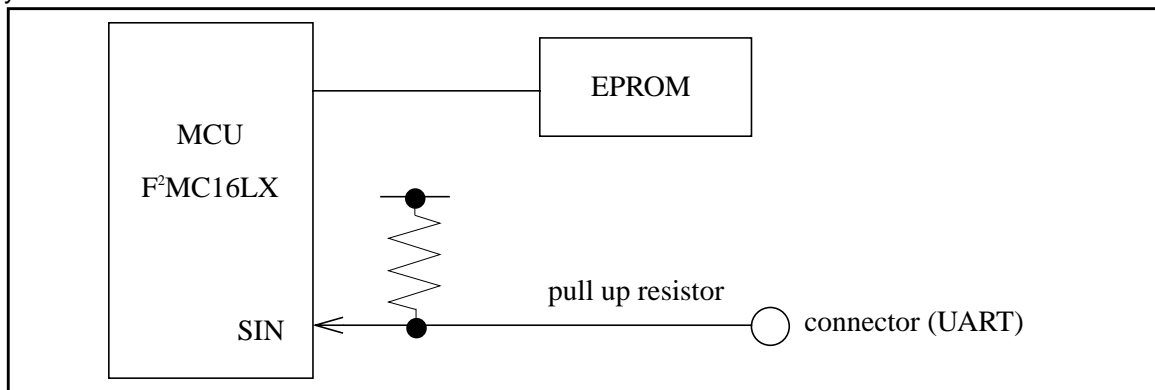 EPROM
MCU
F²MC16LX
pull up resistor
SIN
connector (UART)